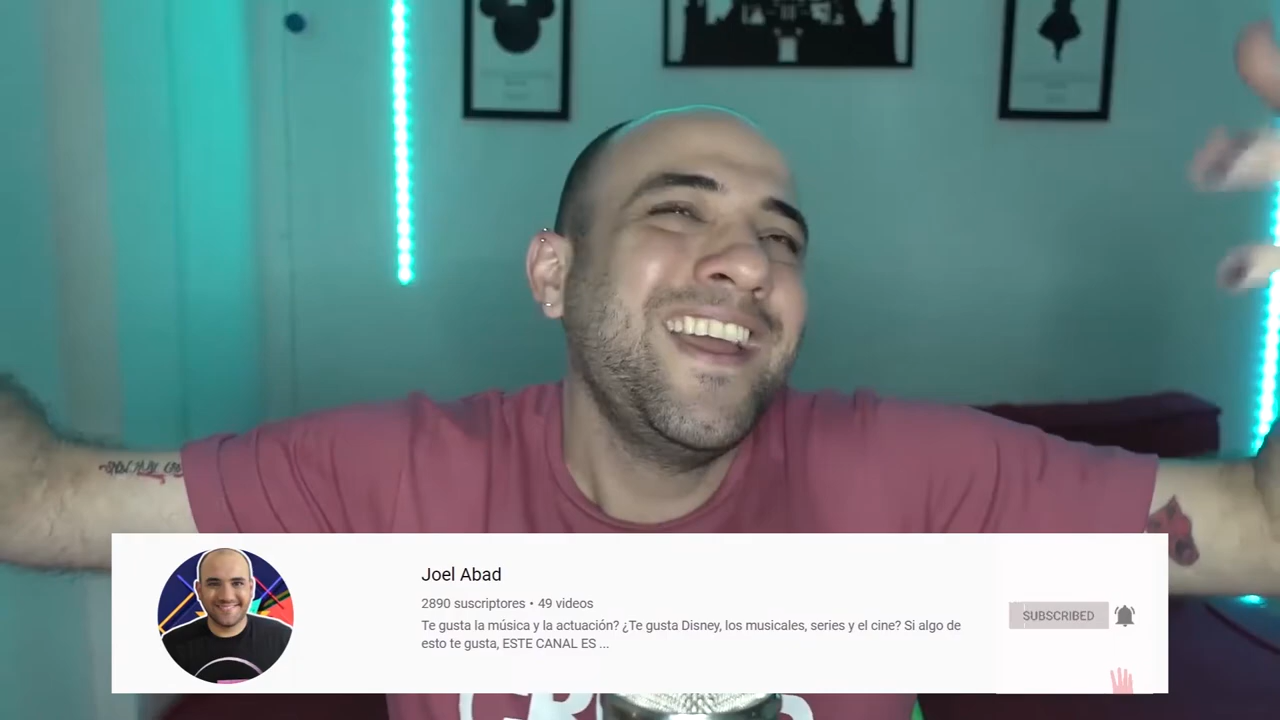 Joel Abad
2890 suscriptores • 49 videos
Te gusta la música y la actuación? ¿Te gusta Disney, los musicales, series y el cine? Si algo de
esto te gusta, ESTE CANAL ES ...
SUBSCRIBED